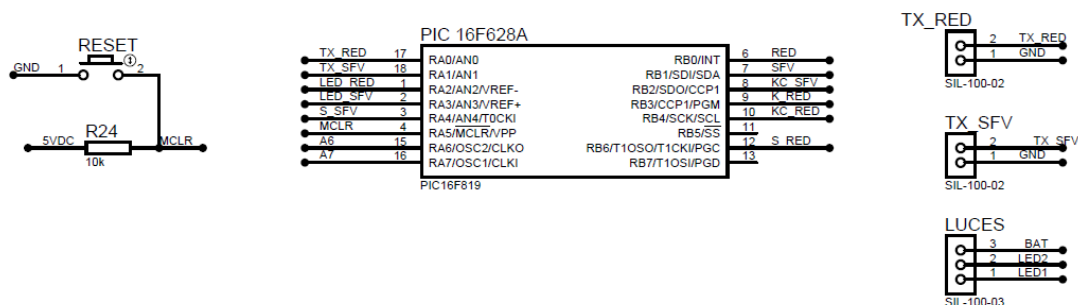 RESET
GND 1 2
5VDC R24 MCLR
10k
PIC 16F628A
TX_RED 17 RA0/AN0 RB0/INT 6 RED
TX_SFV 18 RA1/AN1 RB1/SDI/SDA 7 SFV
LED_RED 1 RA2/AN2/VREF- RB2/SDO/CCP1 8 KC_SFV
LED_SFV 2 RA3/AN3/VREF+ RB3/CCP1/PGM 9 K_RED
S_SFV 3 RA4/AN4/T0CKI RB4/SCK/SCL 10 KC_RED
MCLR 4 RA5/MCLR/VPP RB5/SS 11
A6 15 RA6/OSC2/CLKO RB6/T1OSO/T1CKI/PGC 12 S_RED
A7 16 RA7/OSC1/CLKI RB7/T1OSI/PGD 13
PIC16F819
TX_RED
2 TX_RED
1 GND
SIL-100-02
TX_SFV
2 TX_SFV
1 GND
SIL-100-02
LUCES
3 BAT
2 LED2
1 LED1
SIL-100-03